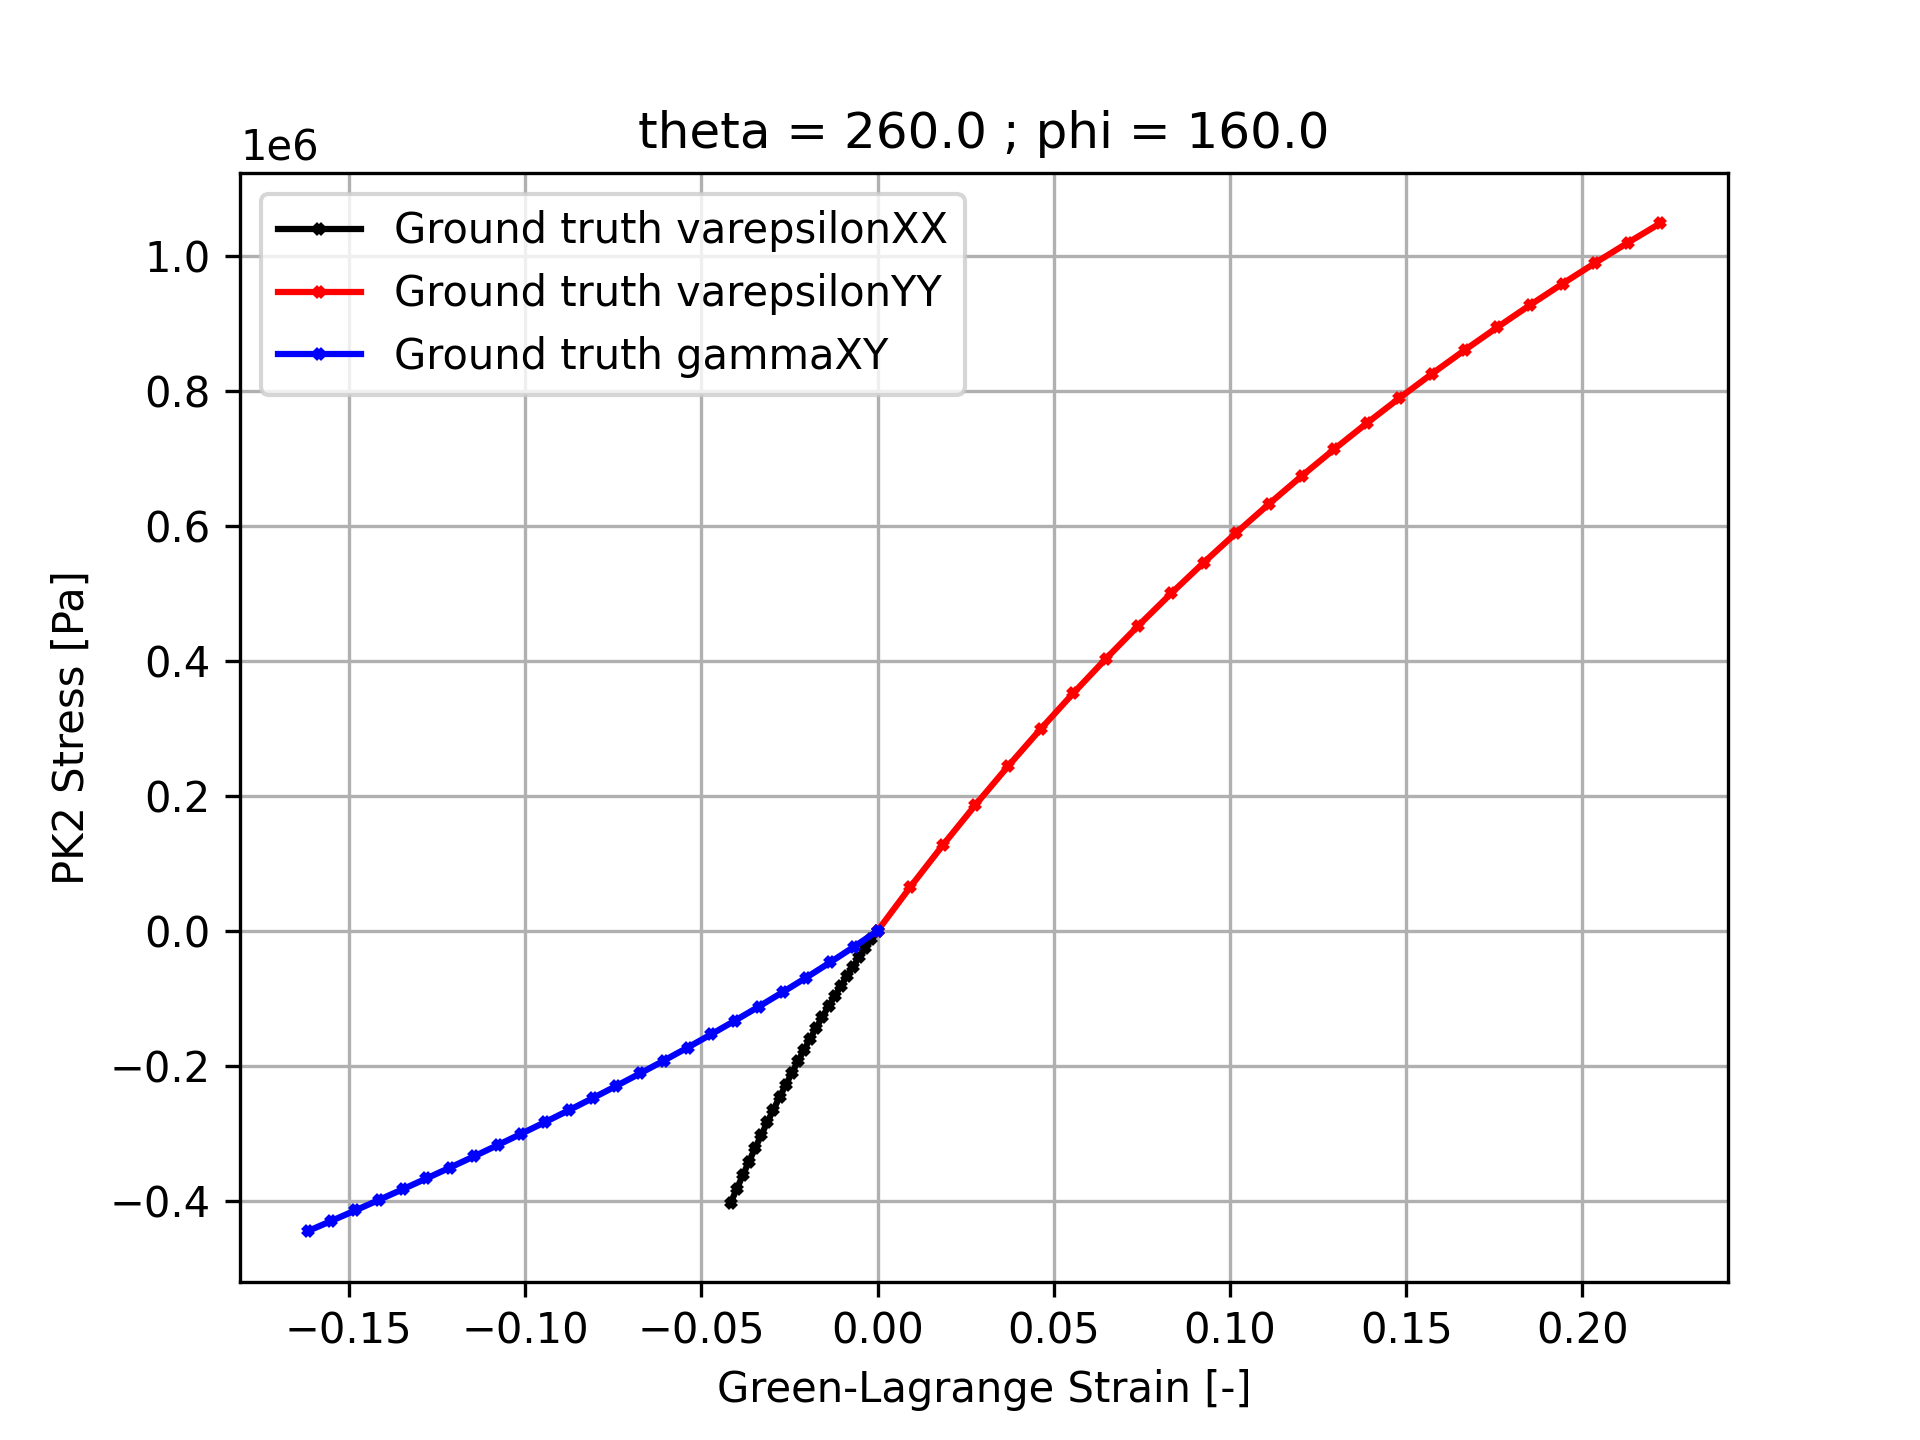 theta = 260.0 ; phi = 160.0
1e6
Ground truth varepsilonXX
Ground truth varepsilonYY
Ground truth gammaXY
1.0
0.8
0.6
0.4
0.2
0.0
−0.2
−0.4
PK2 Stress [Pa]
−0.15 −0.10 −0.05 0.00 0.05 0.10 0.15 0.20
Green-Lagrange Strain [-]